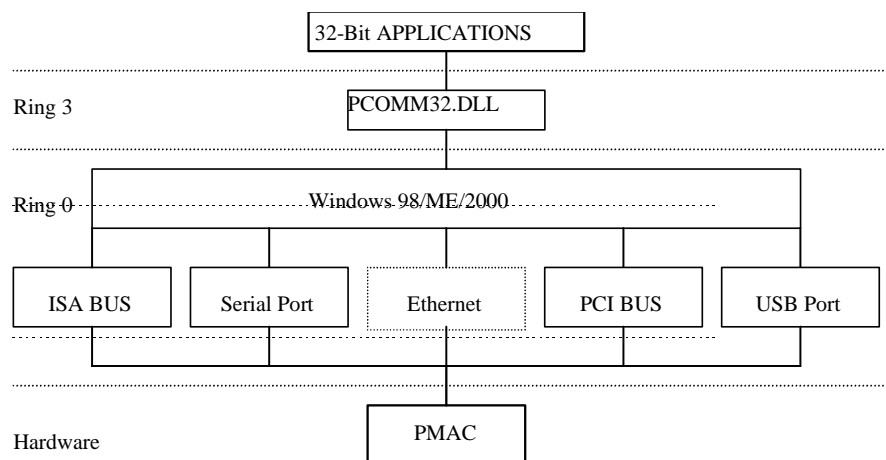 32-Bit APPLICATIONS
Ring 3
PCOMM32.DLL
Ring 0
Windows 98/ME/2000
ISA BUS
Serial Port
Ethernet
PCI BUS
USB Port
PMAC
Hardware